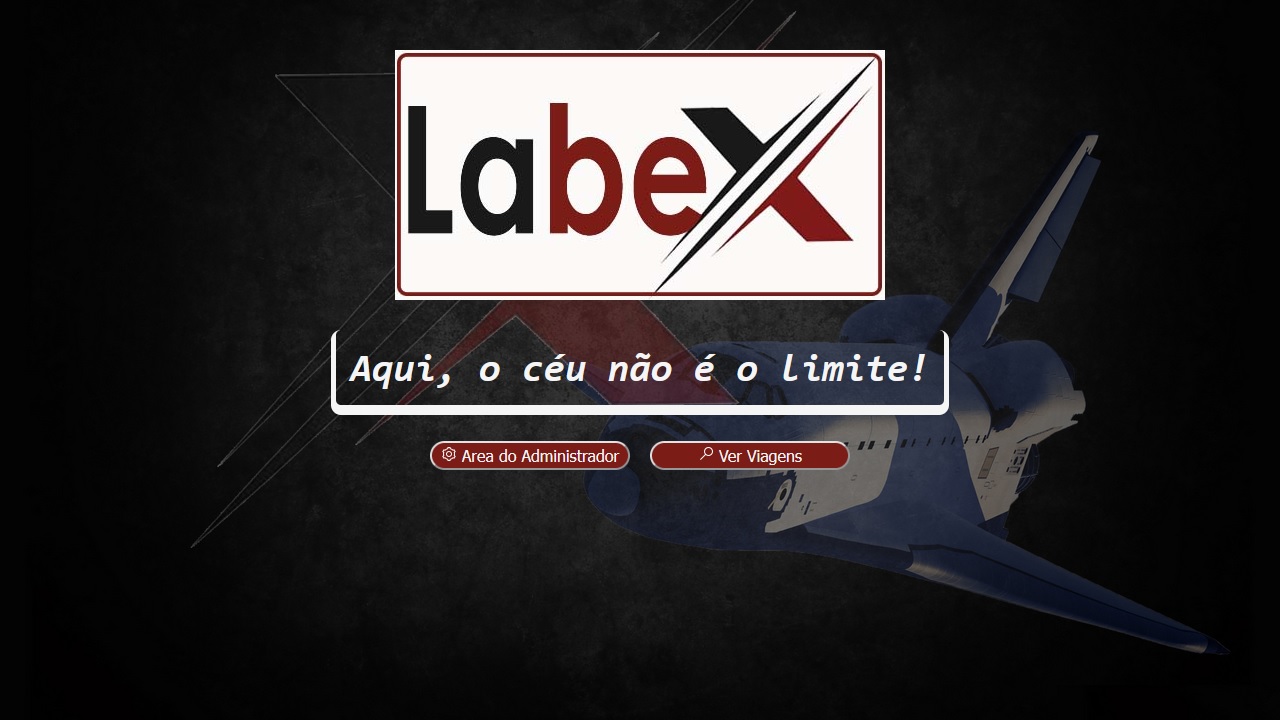 LabeX
Aqui, o céu não é o limite!
Area do Administrador
Ver Viagens